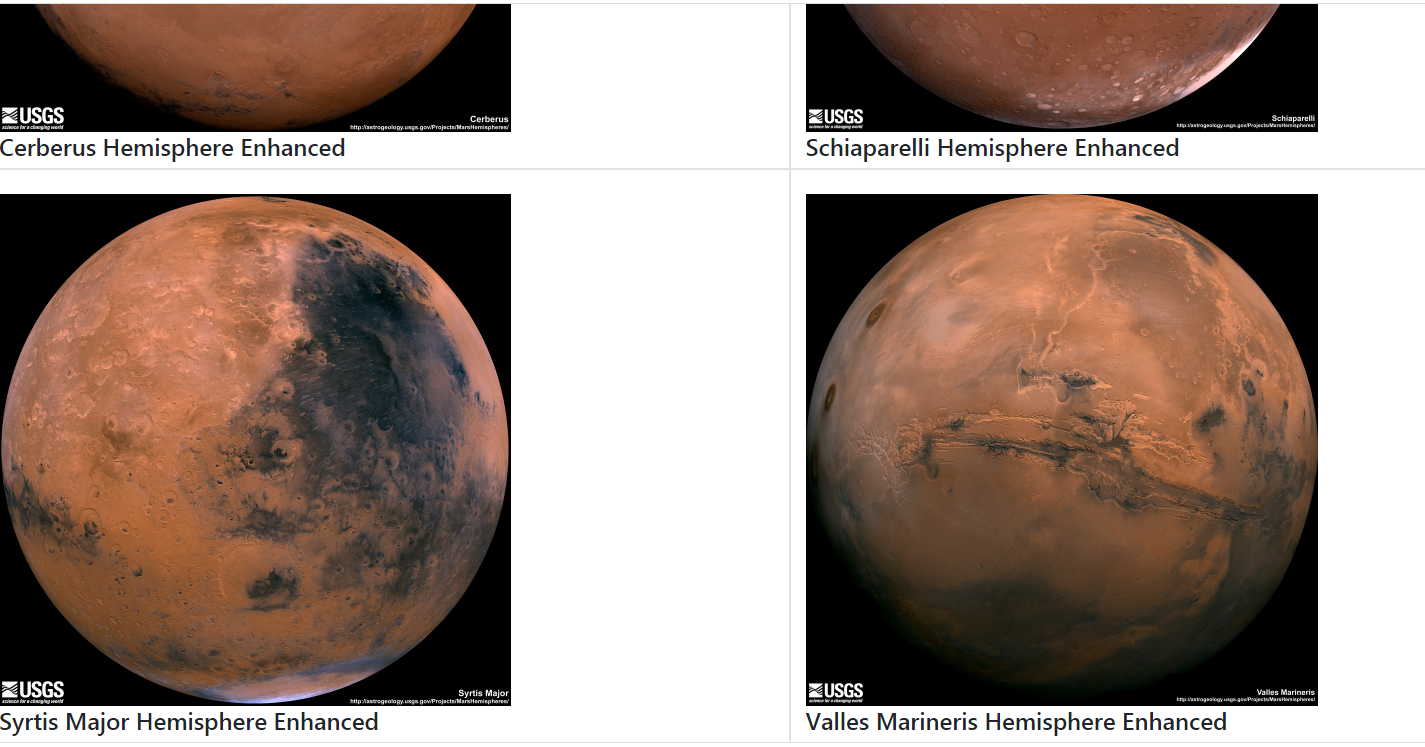 USGS
science for a changing world
Cerberus
http://astrogeology.usgs.gov/Projects/MarsHemispheres/
Cerberus Hemisphere Enhanced
USGS
science for a changing world
Schiaparelli
http://astrogeology.usgs.gov/Projects/MarsHemispheres/
Schiaparelli Hemisphere Enhanced
USGS
science for a changing world
Syrtis Major
http://astrogeology.usgs.gov/Projects/MarsHemispheres/
Syrtis Major Hemisphere Enhanced
USGS
science for a changing world
Valles Marineris
http://astrogeology.usgs.gov/Projects/MarsHemispheres/
Valles Marineris Hemisphere Enhanced